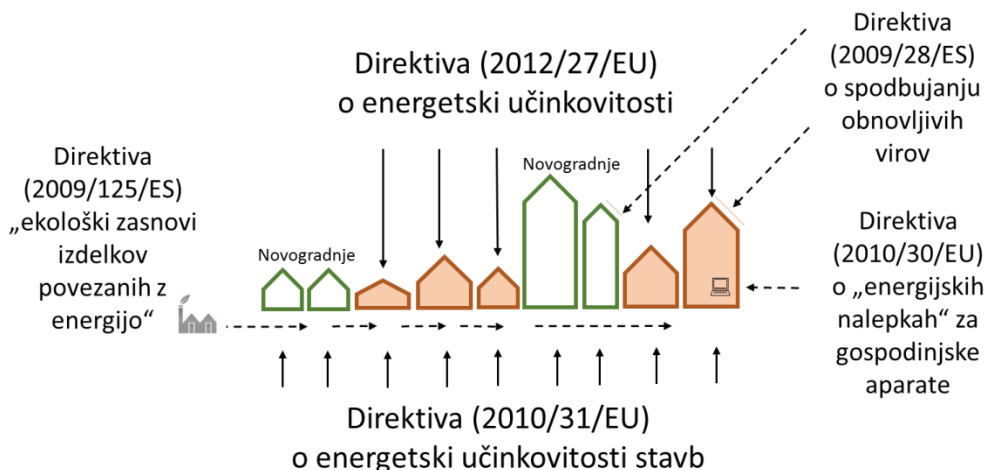 Direktiva (2012/27/EU)
o energetski učinkovitosti
Direktiva
(2009/28/ES)
o spodbujanju
obnovljivih
virov
Direktiva
(2009/125/ES)
„ekološki zasnovi
izdelkov
povezanih z
energijo“
Novogradnje
Novogradnje
Direktiva
(2010/30/EU)
o „energijskih
nalepkah“ za
gospodinjske
aparate
Direktiva (2010/31/EU)
o energetski učinkovitosti stavb